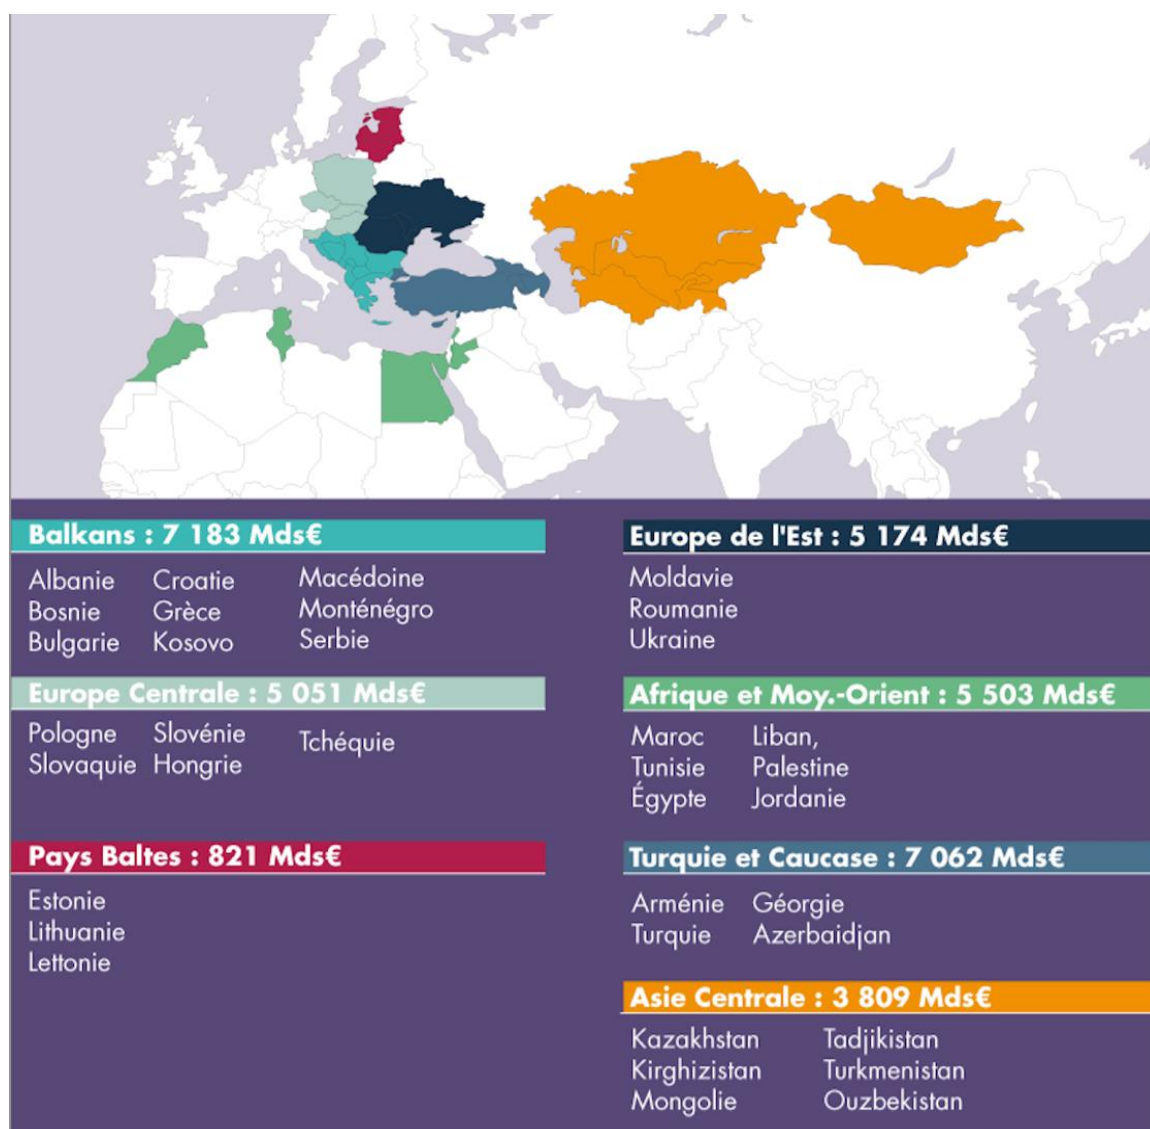 Balkans : 7 183 Mds€
Albanie Croatie Macédoine
Bosnie Grèce Monténégro
Bulgarie Kosovo Serbie
Europe Centrale : 5 051 Mds€
Pologne Slovénie Tchéquie
Slovaquie Hongrie
Pays Baltes : 821 Mds€
Estonie
Lithuanie
Lettonie
Europe de l'Est : 5 174 Mds€
Moldavie
Roumanie
Ukraine
Afrique et Moy.-Orient : 5 503 Mds€
Maroc Liban,
Tunisie Palestine
Égypte Jordanie
Turquie et Caucase : 7 062 Mds€
Arménie Géorgie
Turquie Azerbaidjan
Asie Centrale : 3 809 Mds€
Kazakhstan Tadjikistan
Kirghizistan Turkmenistan
Mongolie Ouzbekistan